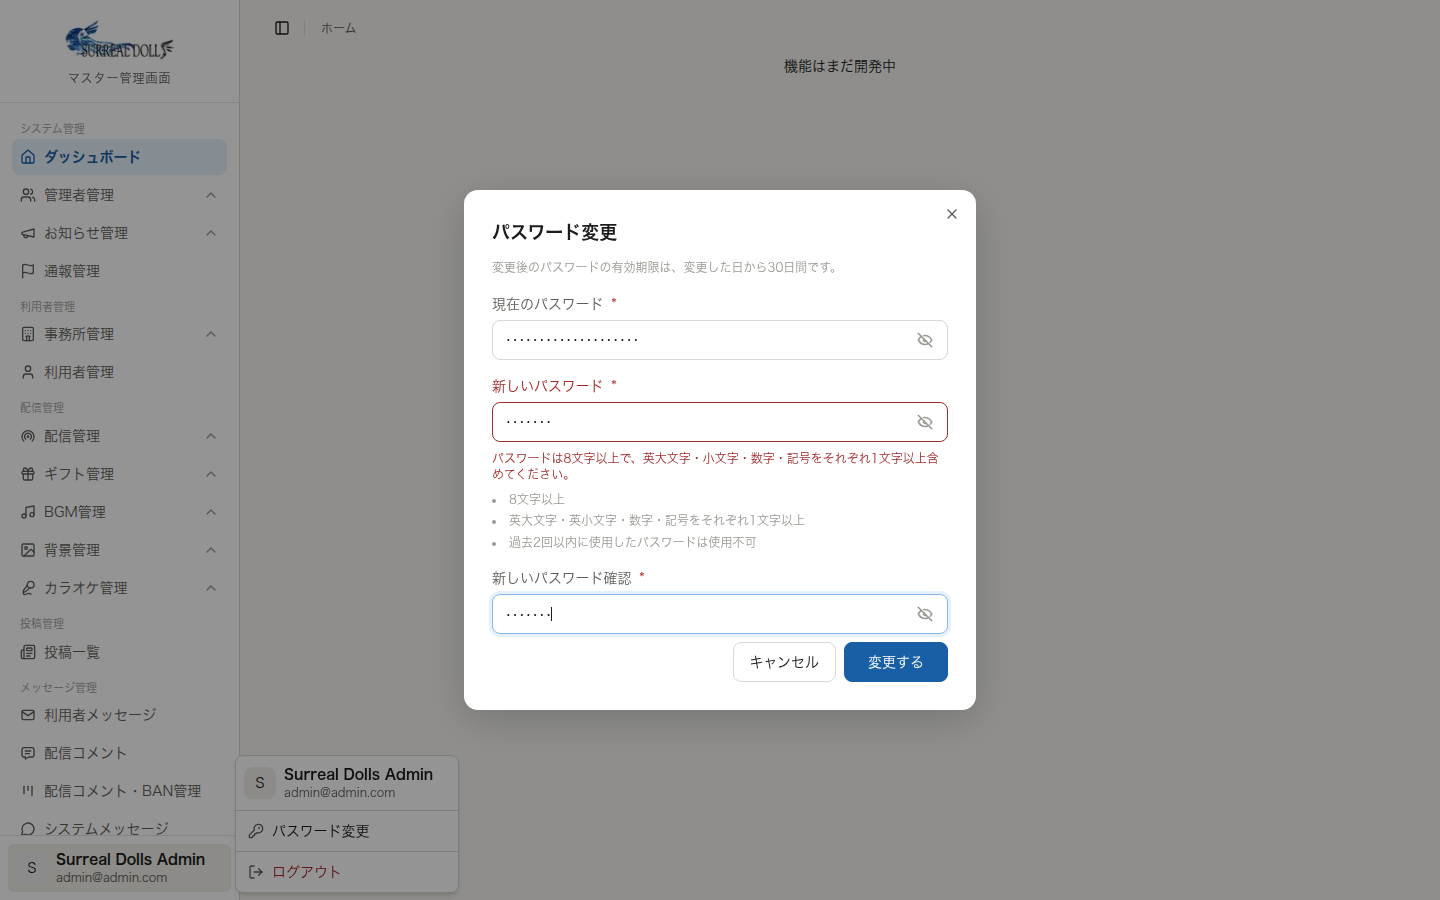 SURREAL DOLLS
マスター管理画面
システム管理
ダッシュボード
管理者管理
お知らせ管理
通報管理
利用者管理
事務所管理
利用者管理
配信管理
配信管理
ギフト管理
BGM管理
背景管理
カラオケ管理
投稿管理
投稿一覧
メッセージ管理
利用者メッセージ
配信コメント
配信コメント・BAN管理
システムメッセージ
S
Surreal Dolls Admin
admin@admin.com
ホーム
機能はまだ開発中
パスワード変更
変更後のパスワードの有効期限は、変更した日から30日間です。
現在のパスワード *
····················
新しいパスワード *
·······
パスワードは8文字以上で、英大文字・小文字・数字・記号をそれぞれ1文字以上含
めてください。
• 8文字以上
• 英大文字・英小文字・数字・記号をそれぞれ1文字以上
• 過去2回以内に使用したパスワードは使用不可
新しいパスワード確認 *
·······
キャンセル
変更する
S
Surreal Dolls Admin
admin@admin.com
パスワード変更
ログアウト